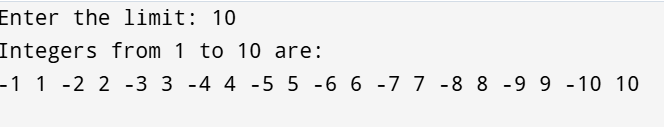 Enter the limit: 10
Integers from 1 to 10 are:
-1 1 -2 2 -3 3 -4 4 -5 5 -6 6 -7 7 -8 8 -9 9 -10 10